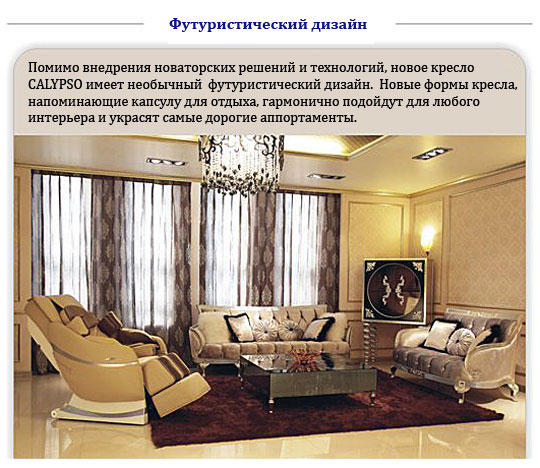 Футуристический дизайн
Помимо внедрения новаторских решений и технологий, новое кресло
CALYPSO имеет необычный футуристический дизайн. Новые формы кресла,
напоминающие капсулу для отдыха, гармонично подойдут для любого
интерьера и украсят самые дорогие аппортаменты.